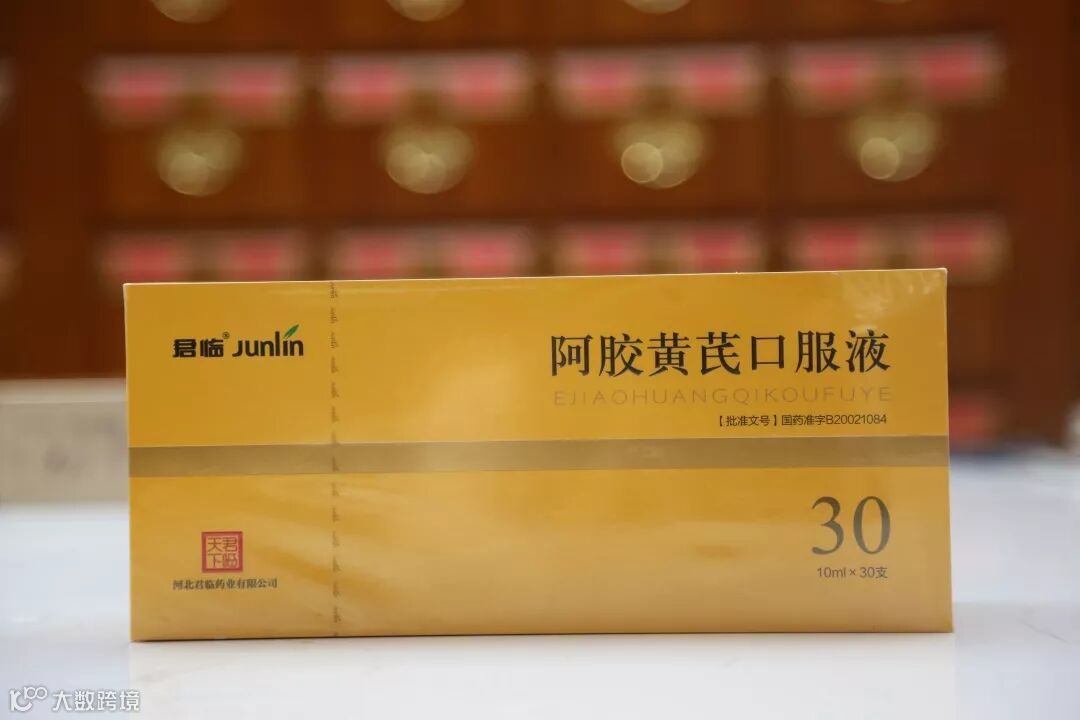 君临® Junlin
阿胶黄芪口服液
EJIAOHUANGQIKOUFUYE
【批准文号】国药准字B20021084
30
10ml×30支
君临天下
河北君临药业有限公司
大数跨境